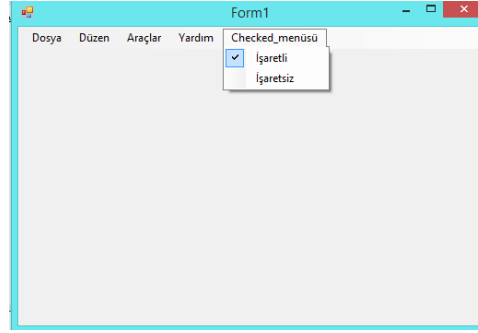 Form1
Dosya Düzen Araçlar Yardım Checked_menüsü
İşaretli
İşaretsiz